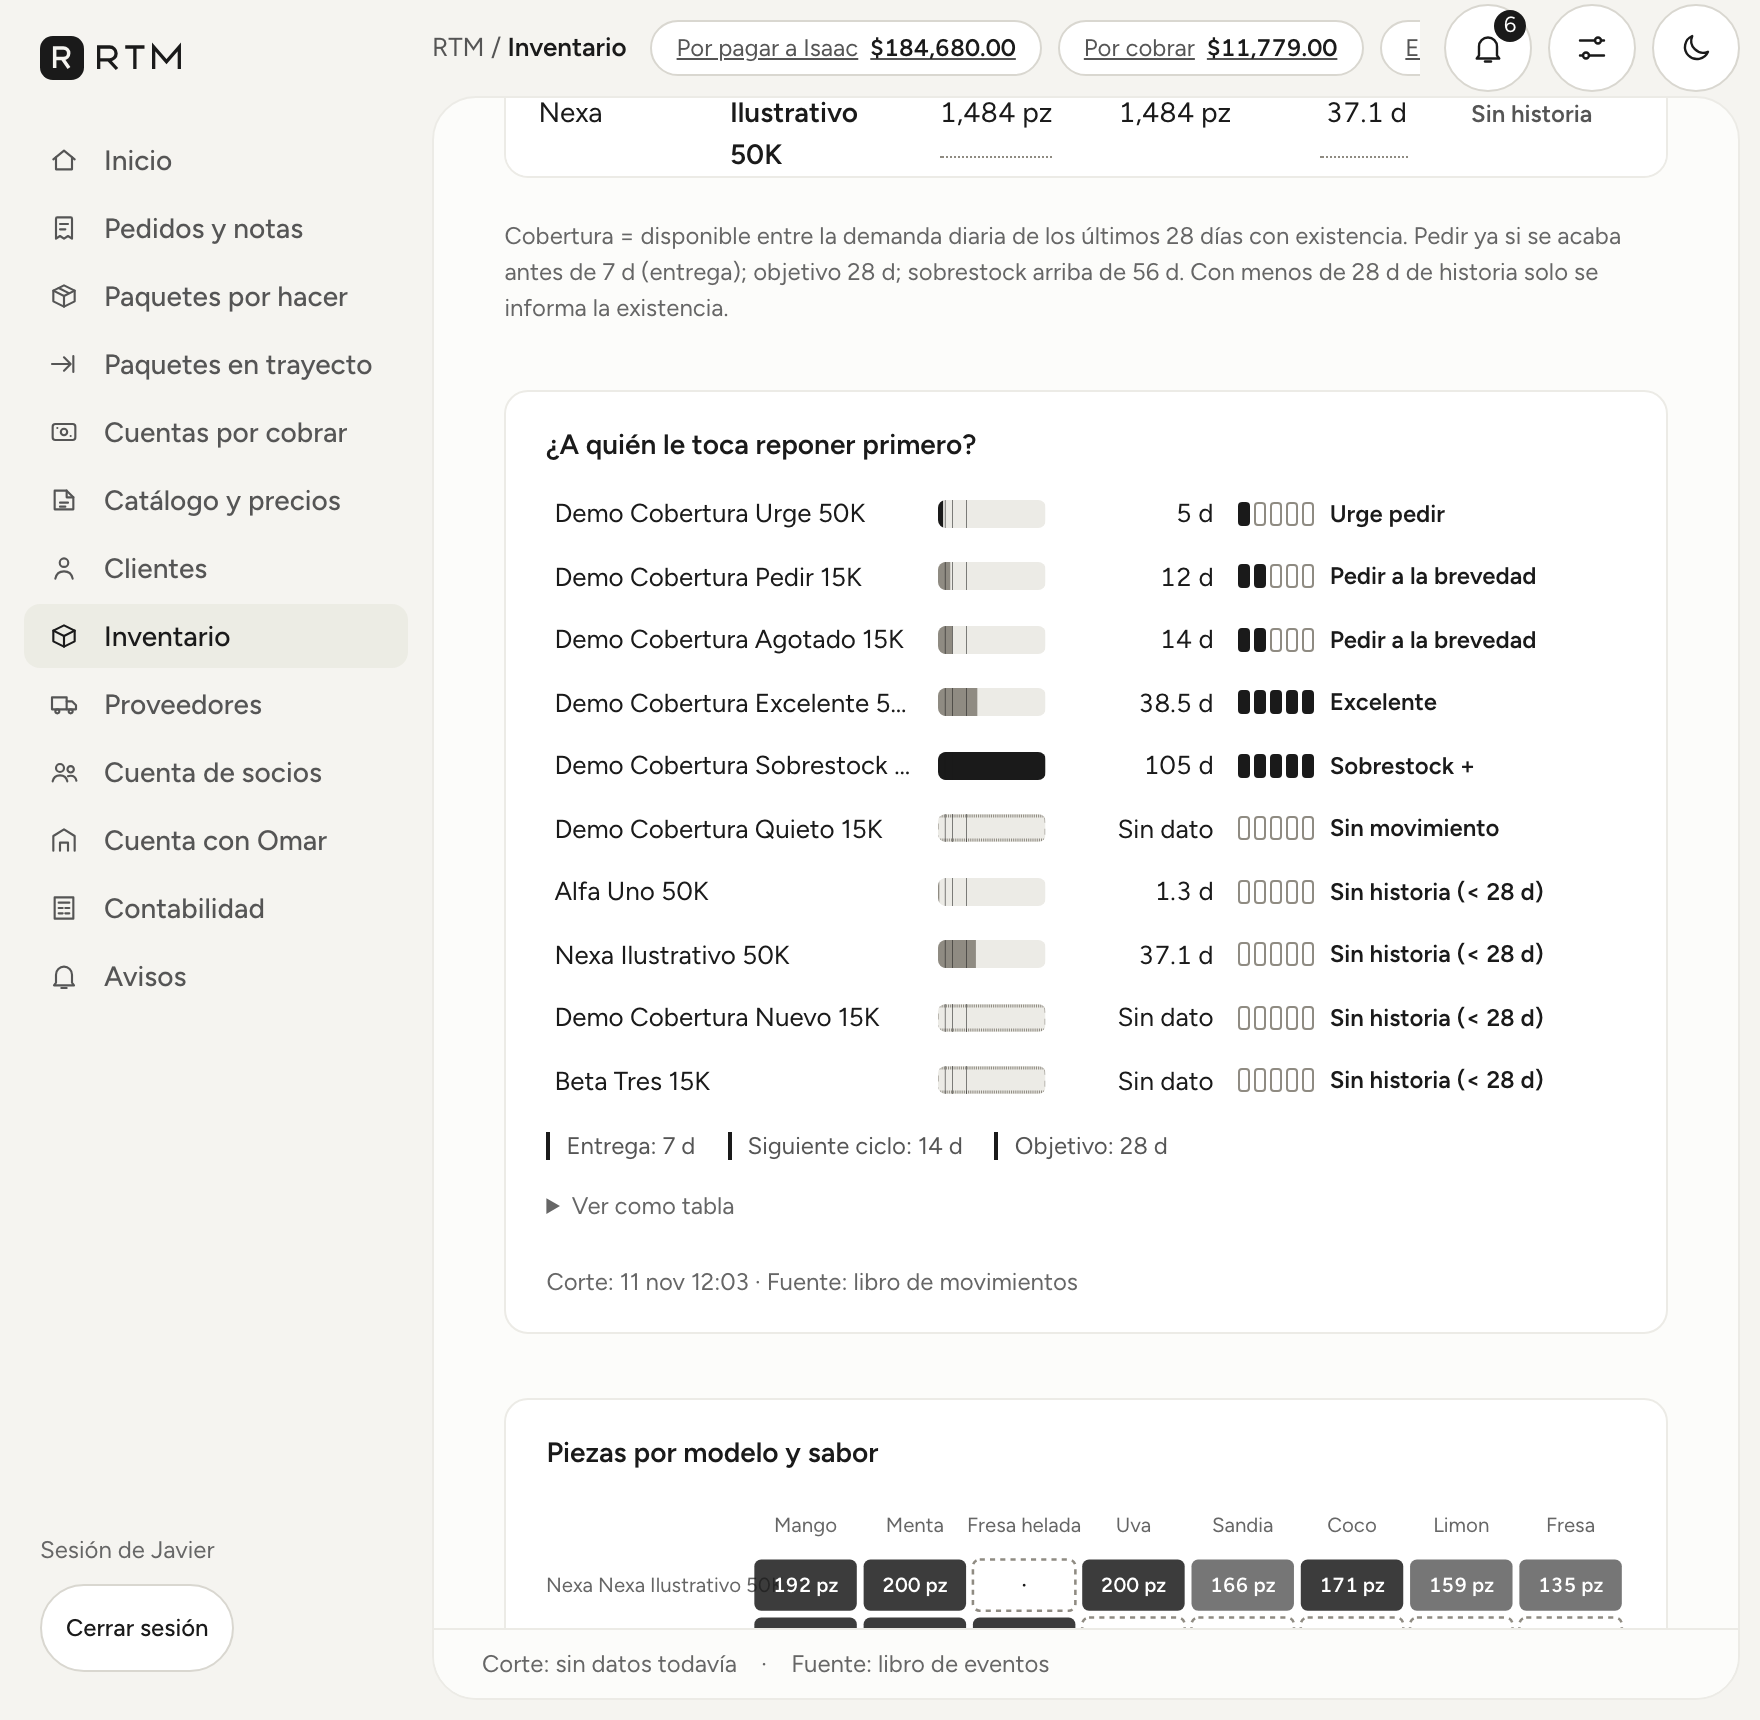 R RTM
Inicio
Pedidos y notas
Paquetes por hacer
Paquetes en trayecto
Cuentas por cobrar
Catálogo y precios
Clientes
Inventario
Proveedores
Cuenta de socios
Cuenta con Omar
Contabilidad
Avisos
Sesión de Javier
Cerrar sesión
RTM / Inventario Por pagar a Isaac $184,680.00 Por cobrar $11,779.00 E 6
Nexa Ilustrativo 1,484 pz 1,484 pz 37.1 d Sin historia
50K
Cobertura = disponible entre la demanda diaria de los últimos 28 días con existencia. Pedir ya si se acaba
antes de 7 d (entrega); objetivo 28 d; sobrestock arriba de 56 d. Con menos de 28 d de historia solo se
informa la existencia.
¿A quién le toca reponer primero?
Demo Cobertura Urge 50K 5 d Urge pedir
Demo Cobertura Pedir 15K 12 d Pedir a la brevedad
Demo Cobertura Agotado 15K 14 d Pedir a la brevedad
Demo Cobertura Excelente 5... 38.5 d Excelente
Demo Cobertura Sobrestock ... 105 d Sobrestock +
Demo Cobertura Quieto 15K Sin dato Sin movimiento
Alfa Uno 50K 1.3 d Sin historia (< 28 d)
Nexa Ilustrativo 50K 37.1 d Sin historia (< 28 d)
Demo Cobertura Nuevo 15K Sin dato Sin historia (< 28 d)
Beta Tres 15K Sin dato Sin historia (< 28 d)
Entrega: 7 d Siguiente ciclo: 14 d Objetivo: 28 d
Ver como tabla
Corte: 11 nov 12:03 · Fuente: libro de movimientos
Piezas por modelo y sabor
Mango Menta Fresa helada Uva Sandia Coco Limon Fresa
Nexa Nexa Ilustrativo 50K 192 pz 200 pz · 200 pz 166 pz 171 pz 159 pz 135 pz
Corte: sin datos todavía · Fuente: libro de eventos